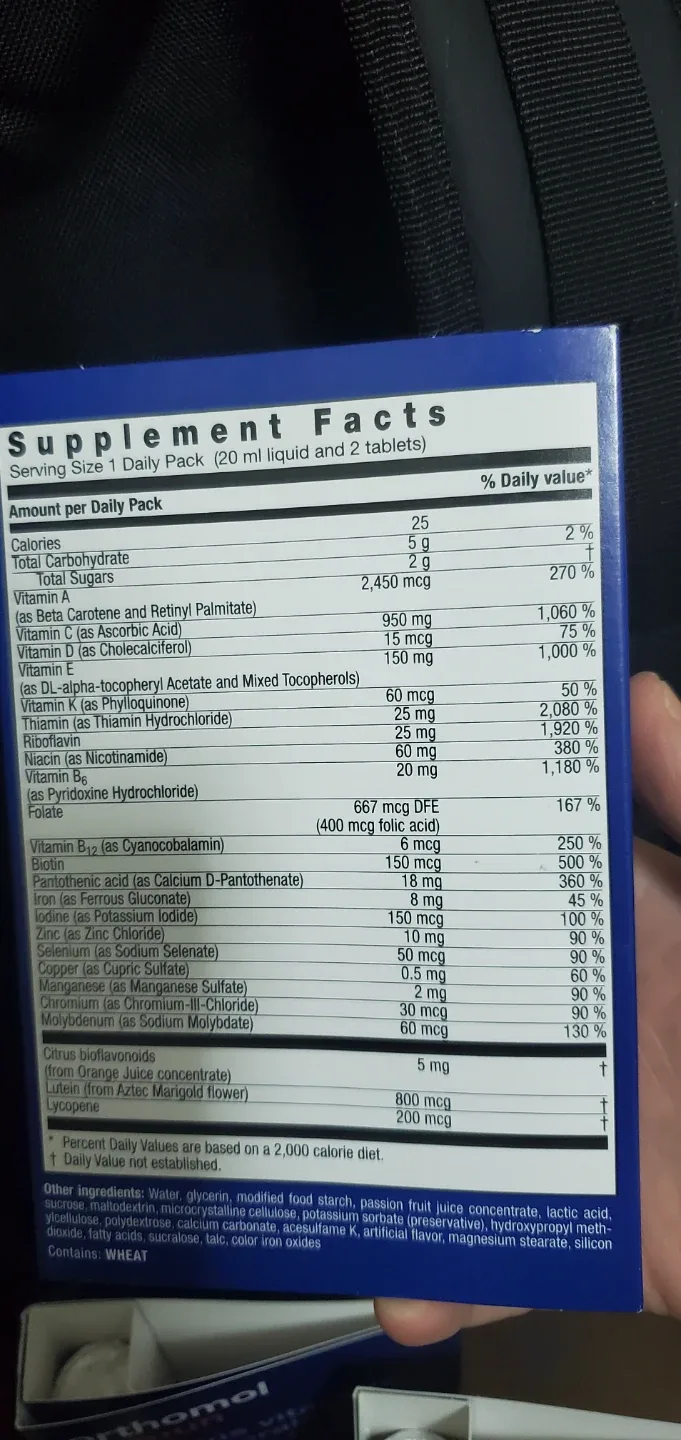 Supplement Facts
Serving Size 1 Daily Pack (20 ml liquid and 2 tablets)
Amount per Daily Pack % Daily value*
Calories 25
Total Carbohydrate 5 g 2 %
Total Sugars 2 g †
Vitamin A 2,450 mcg 270 %
(as Beta Carotene and Retinyl Palmitate)
Vitamin C (as Ascorbic Acid) 950 mg 1,060 %
Vitamin D (as Cholecalciferol) 15 mcg 75 %
Vitamin E 150 mg 1,000 %
(as DL-alpha-tocopheryl Acetate and Mixed Tocopherols)
Vitamin K (as Phylloquinone) 60 mcg 50 %
Thiamin (as Thiamin Hydrochloride) 25 mg 2,080 %
Riboflavin 25 mg 1,920 %
Niacin (as Nicotinamide) 60 mg 380 %
Vitamin B6 20 mg 1,180 %
(as Pyridoxine Hydrochloride)
Folate 667 mcg DFE 167 %
(400 mcg folic acid)
Vitamin B12 (as Cyanocobalamin) 6 mcg 250 %
Biotin 150 mcg 500 %
Pantothenic acid (as Calcium D-Pantothenate) 18 mg 360 %
Iron (as Ferrous Gluconate) 8 mg 45 %
Iodine (as Potassium Iodide) 150 mcg 100 %
Zinc (as Zinc Chloride) 10 mg 90 %
Selenium (as Sodium Selenate) 50 mcg 90 %
Copper (as Cupric Sulfate) 0.5 mg 60 %
Manganese (as Manganese Sulfate) 2 mg 90 %
Chromium (as Chromium-III-Chloride) 30 mcg 90 %
Molybdenum (as Sodium Molybdate) 60 mcg 130 %
Citrus bioflavonoids 5 mg †
(from Orange Juice concentrate)
Lutein (from Aztec Marigold flower) 800 mcg †
Lycopene 200 mcg †
* Percent Daily Values are based on a 2,000 calorie diet.
† Daily Value not established.
Other ingredients: Water, glycerin, modified food starch, passion fruit juice concentrate, lactic acid,
sucrose, maltodextrin, microcrystalline cellulose, potassium sorbate (preservative), hydroxypropyl meth-
ylcellulose, polydextrose, calcium carbonate, acesulfame K, artificial flavor, magnesium stearate, silicon
dioxide, fatty acids, sucralose, talc, color iron oxides
Contains: WHEAT
orthomol